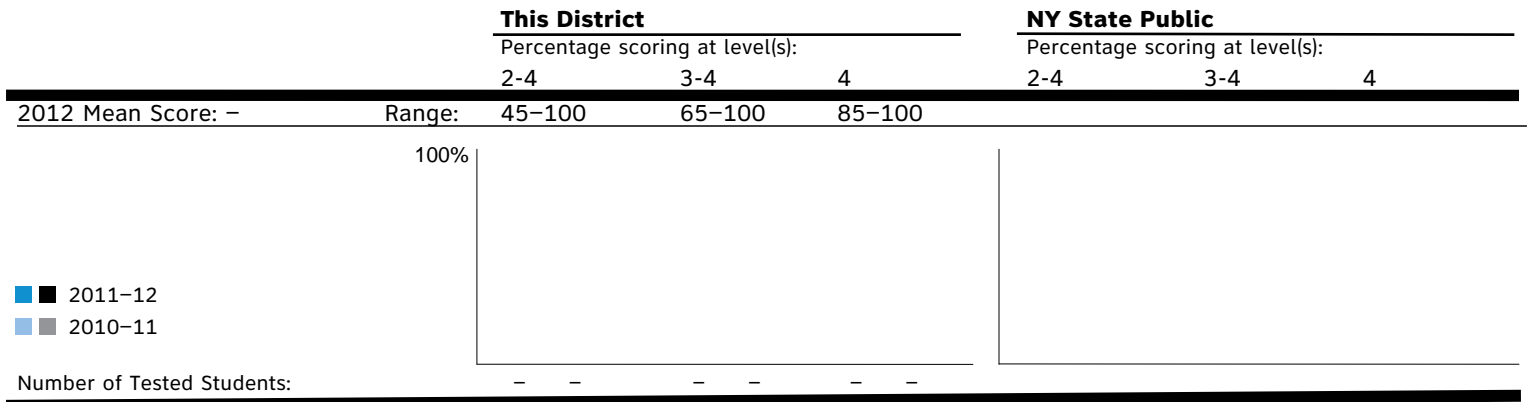 This District NY State Public
Percentage scoring at level(s): Percentage scoring at level(s):
2-4 3-4 4 2-4 3-4 4
2012 Mean Score: – Range: 45–100 65–100 85–100
100%
2011–12
2010–11
Number of Tested Students: – – – – – –